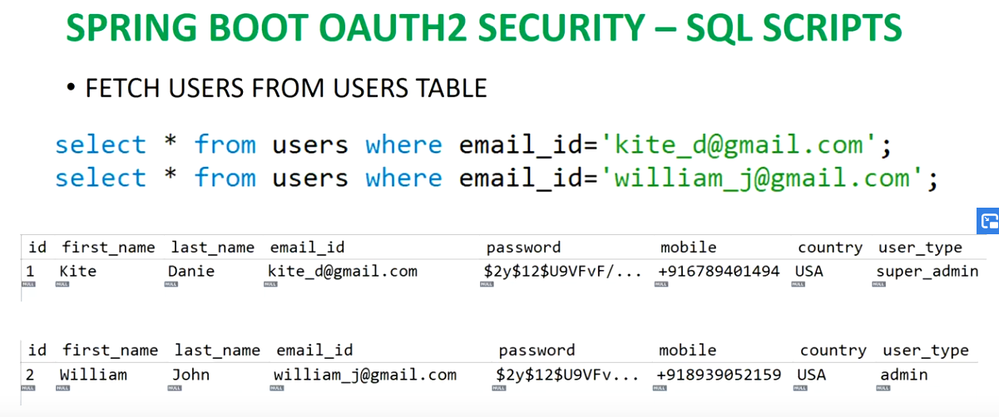 SPRING BOOT OAUTH2 SECURITY – SQL SCRIPTS
• FETCH USERS FROM USERS TABLE
select * from users where email_id='kite_d@gmail.com';
select * from users where email_id='william_j@gmail.com';
id first_name last_name email_id password mobile country user_type
1 Kite Danie kite_d@gmail.com $2y$12$U9VFvF/... +916789401494 USA super_admin
NULL NULL NULL NULL NULL NULL NULL NULL
id first_name last_name email_id password mobile country user_type
2 William John william_j@gmail.com $2y$12$U9VFv... +918939052159 USA admin
NULL NULL NULL NULL NULL NULL NULL NULL